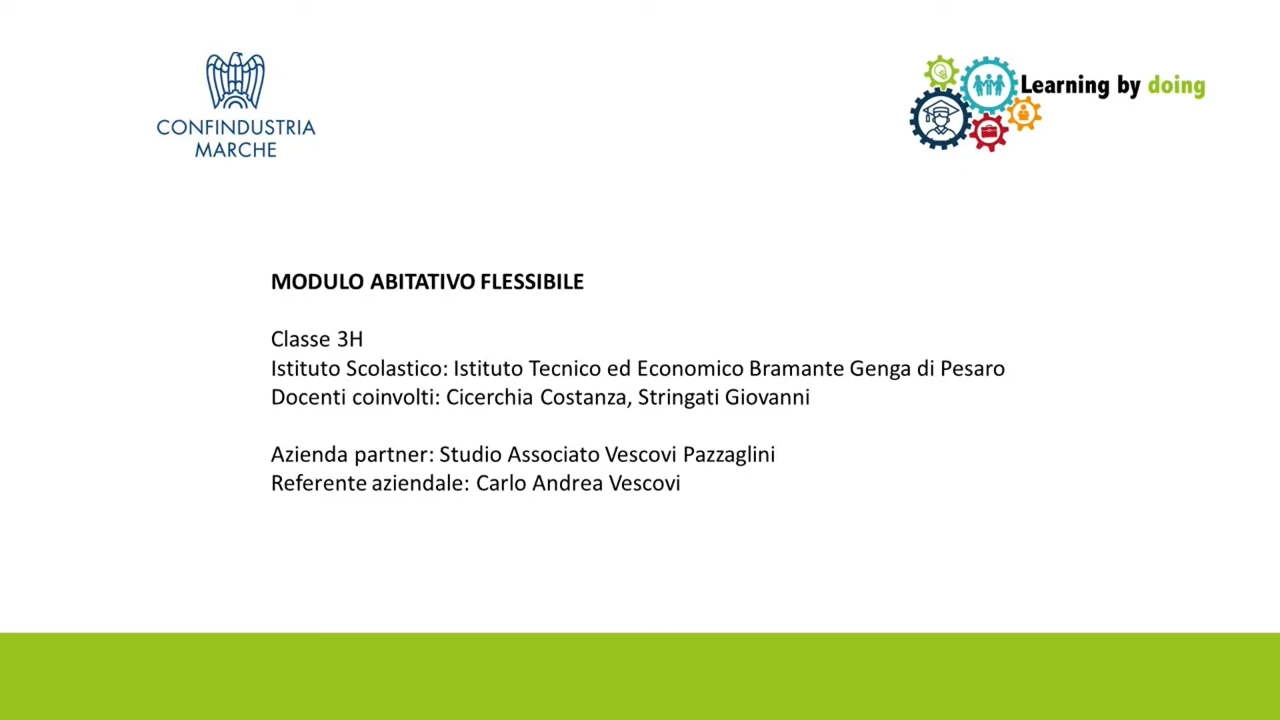 CONFINDUSTRIA
MARCHE
Learning by doing
MODULO ABITATIVO FLESSIBILE
Classe 3H
Istituto Scolastico: Istituto Tecnico ed Economico Bramante Genga di Pesaro
Docenti coinvolti: Cicerchia Costanza, Stringati Giovanni
Azienda partner: Studio Associato Vescovi Pazzaglini
Referente aziendale: Carlo Andrea Vescovi